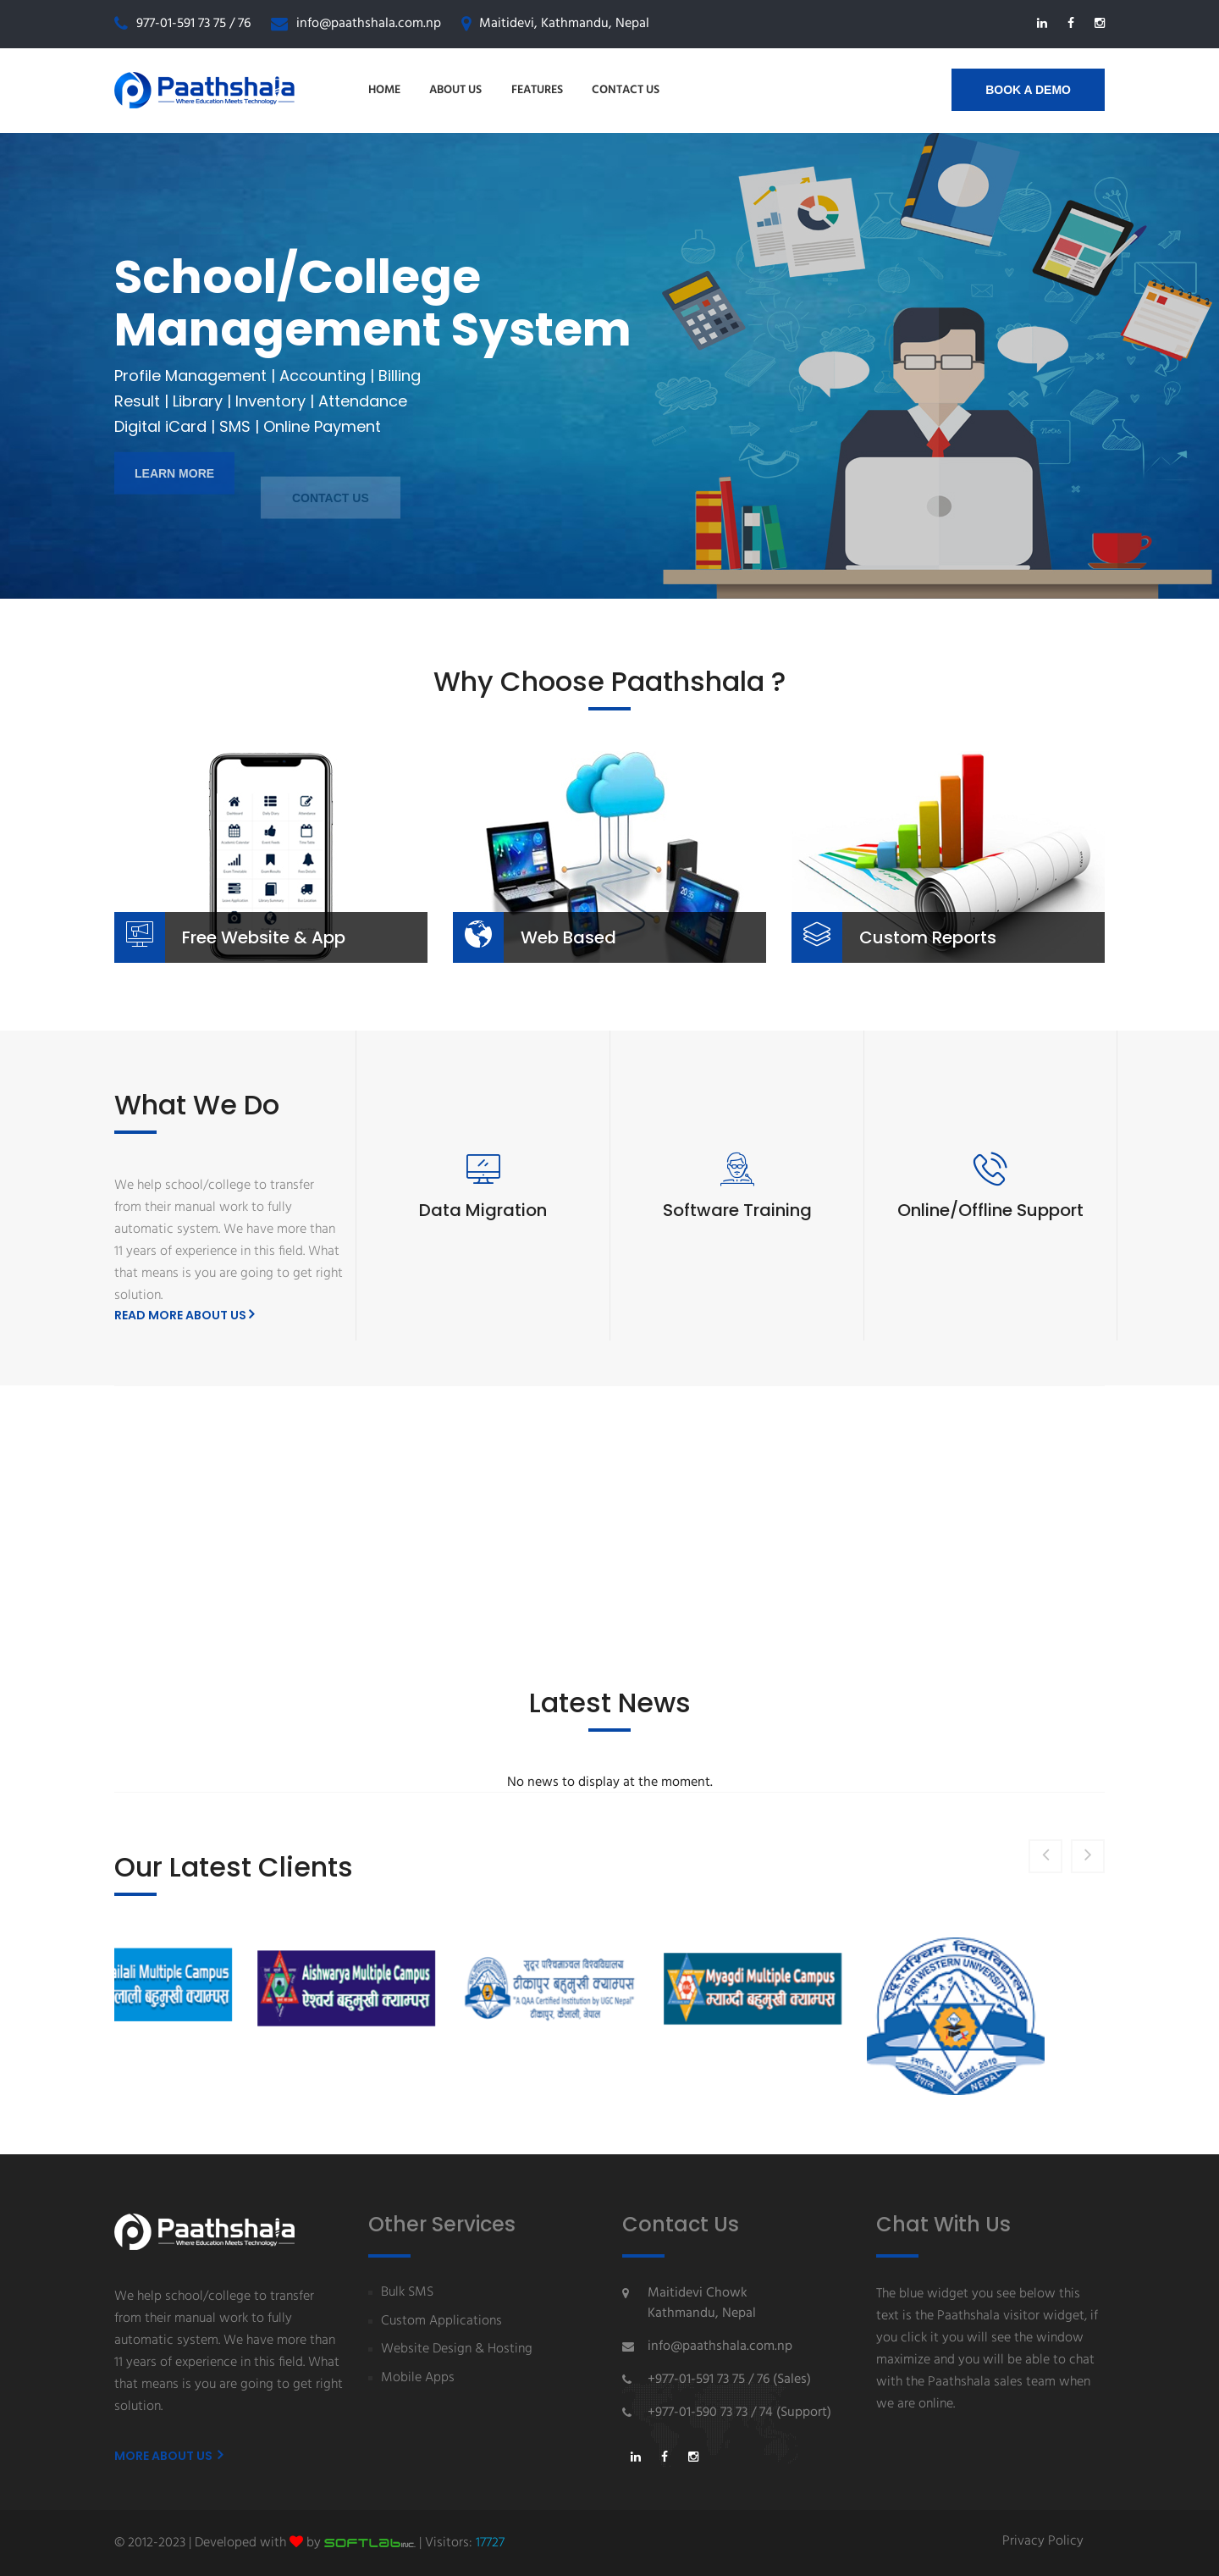 977-01-591 73 75 / 76
info@paathshala.com.np
Maitidevi, Kathmandu, Nepal
Paathshala
Where Education Meets Technology
HOME
ABOUT US
FEATURES
CONTACT US
BOOK A DEMO
School/College
Management System
Profile Management | Accounting | Billing
Result | Library | Inventory | Attendance
Digital iCard | SMS | Online Payment
LEARN MORE
CONTACT US
Why Choose Paathshala ?
Free Website & App
Web Based
Custom Reports
What We Do
We help school/college to transfer
from their manual work to fully
automatic system. We have more than
11 years of experience in this field. What
that means is you are going to get right
solution.
READ MORE ABOUT US
Data Migration
Software Training
Online/Offline Support
Latest News
No news to display at the moment.
Our Latest Clients
ailali Multiple Campus
लाली बहुमुखी क्याम्पस
Aishwarya Multiple Campus
ऐश्वर्य बहुमुखी क्याम्पस
सुदूर पश्चिमाञ्चल विश्वविद्यालय
टीकापुर बहुमुखी क्याम्पस
"A QAA Certified Institution by UGC Nepal"
टीकापुर, कैलाली, नेपाल
Myagdi Multiple Campus
म्याग्दी बहुमुखी क्याम्पस
सुदूरपश्चिम विश्वविद्यालय
FAR WESTERN UNIVERSITY
स्थापित २०६७ Estd. 2010
नेपाल NEPAL
Paathshala
Where Education Meets Technology
We help school/college to transfer
from their manual work to fully
automatic system. We have more than
11 years of experience in this field. What
that means is you are going to get right
solution.
MORE ABOUT US
Other Services
Bulk SMS
Custom Applications
Website Design & Hosting
Mobile Apps
Contact Us
Maitidevi Chowk
Kathmandu, Nepal
info@paathshala.com.np
+977-01-591 73 75 / 76 (Sales)
+977-01-590 73 73 / 74 (Support)
Chat With Us
The blue widget you see below this
text is the Paathshala visitor widget, if
you click it you will see the window
maximize and you will be able to chat
with the Paathshala sales team when
we are online.
© 2012-2023 | Developed with by SOFTLab INC. | Visitors: 17727
Privacy Policy